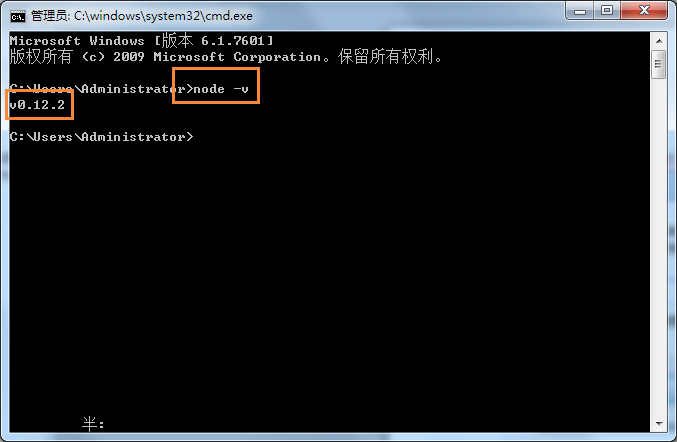 管理员: C:\windows\system32\cmd.exe
Microsoft Windows [版本 6.1.7601]
版权所有 (c) 2009 Microsoft Corporation。保留所有权利。
C:\Users\Administrator>node -v
v0.12.2
C:\Users\Administrator>
半: